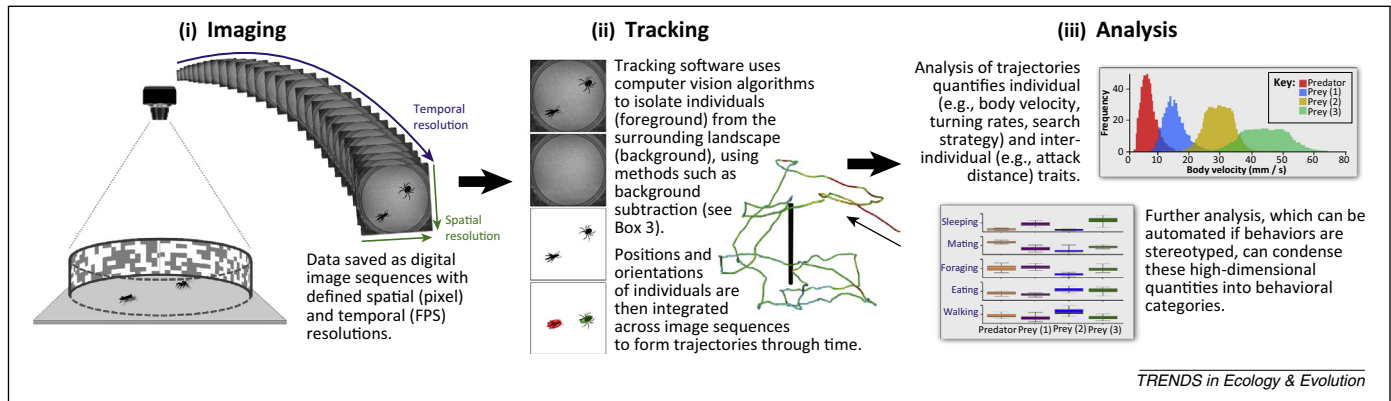 (i) Imaging
Temporal
resolution
Spatial
resolution
Data saved as digital
image sequences with
defined spatial (pixel)
and temporal (FPS)
resolutions.
(ii) Tracking
Tracking software uses
computer vision algorithms
to isolate individuals
(foreground) from the
surrounding landscape
(background), using
methods such as
background
subtraction (see
Box 3).
Positions and
orientations
of individuals are
then integrated
across image sequences
to form trajectories through time.
(iii) Analysis
Analysis of trajectories
quantifies individual
(e.g., body velocity,
turning rates, search
strategy) and inter-
individual (e.g., attack
distance) traits.
Frequency
40
20
0
0 10 20 30 40 50 60 80
Body velocity (mm / s)
Key: Predator
Prey (1)
Prey (2)
Prey (3)
Sleeping
Mating
Foraging
Eating
Walking
Predator Prey (1) Prey (2) Prey (3)
Further analysis, which can be
automated if behaviors are
stereotyped, can condense
these high-dimensional
quantities into behavioral
categories.
TRENDS in Ecology & Evolution